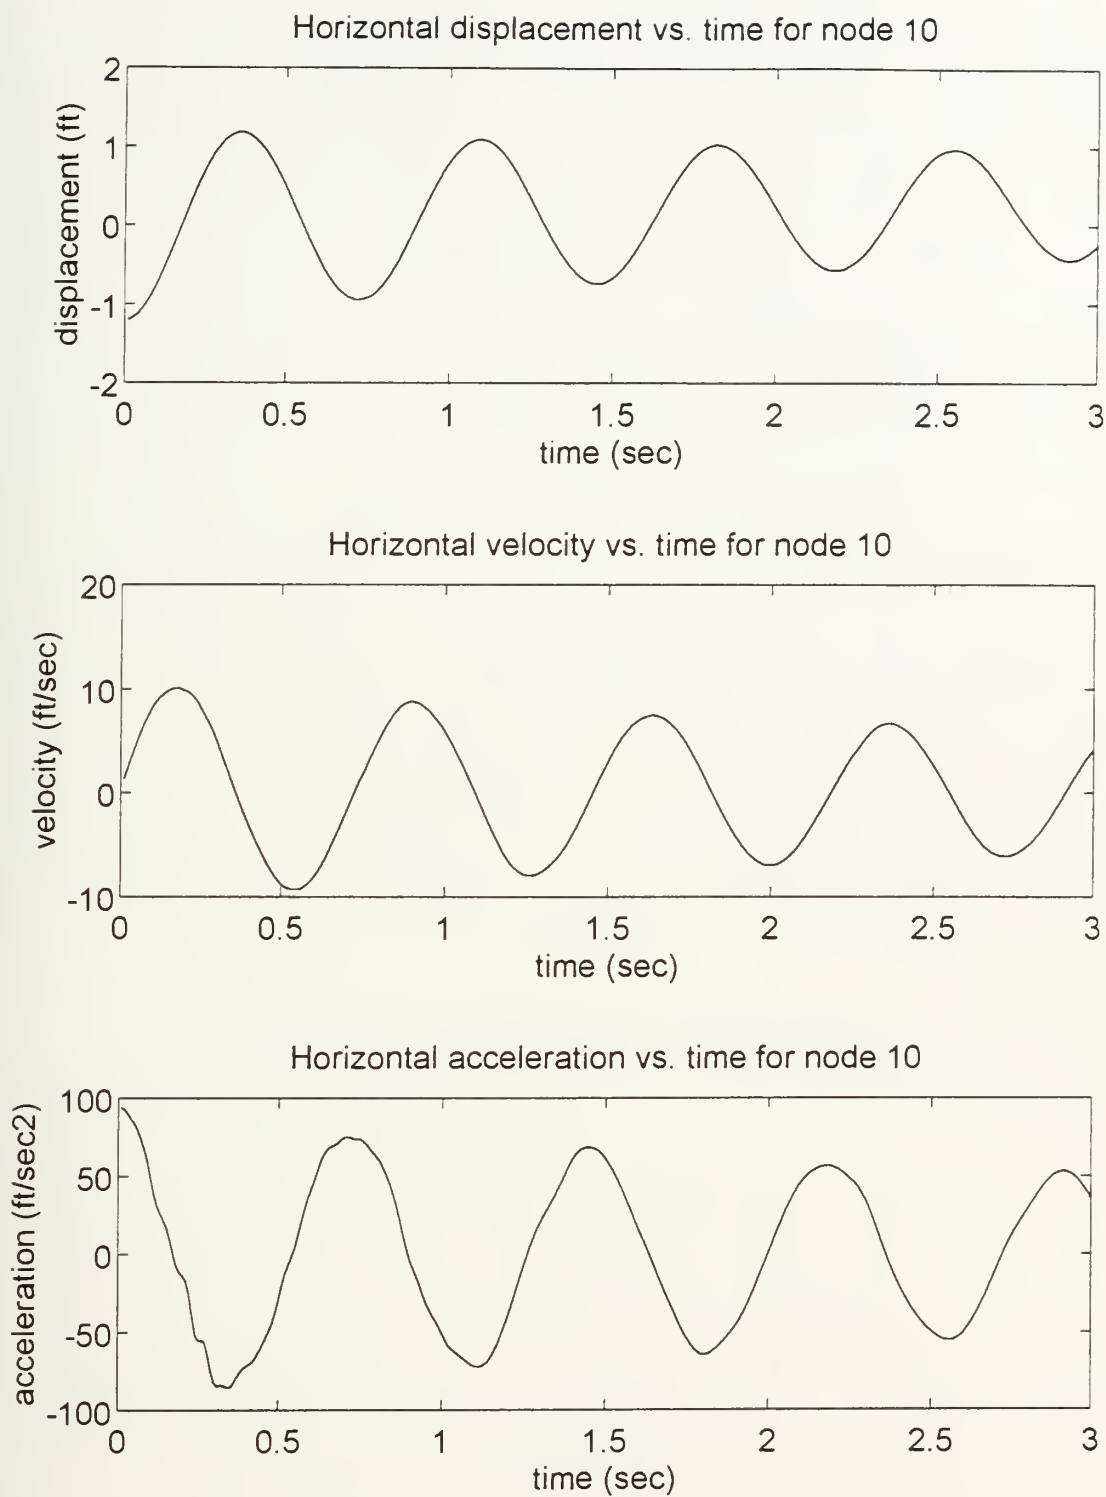 Horizontal displacement vs. time for node 10
displacement (ft)
2
1
0
-1
-2
0 0.5 1 1.5 2 2.5 3
time (sec)
Horizontal velocity vs. time for node 10
velocity (ft/sec)
20
10
0
-10
0 0.5 1 1.5 2 2.5 3
time (sec)
Horizontal acceleration vs. time for node 10
acceleration (ft/sec2)
100
50
0
-50
-100
0 0.5 1 1.5 2 2.5 3
time (sec)